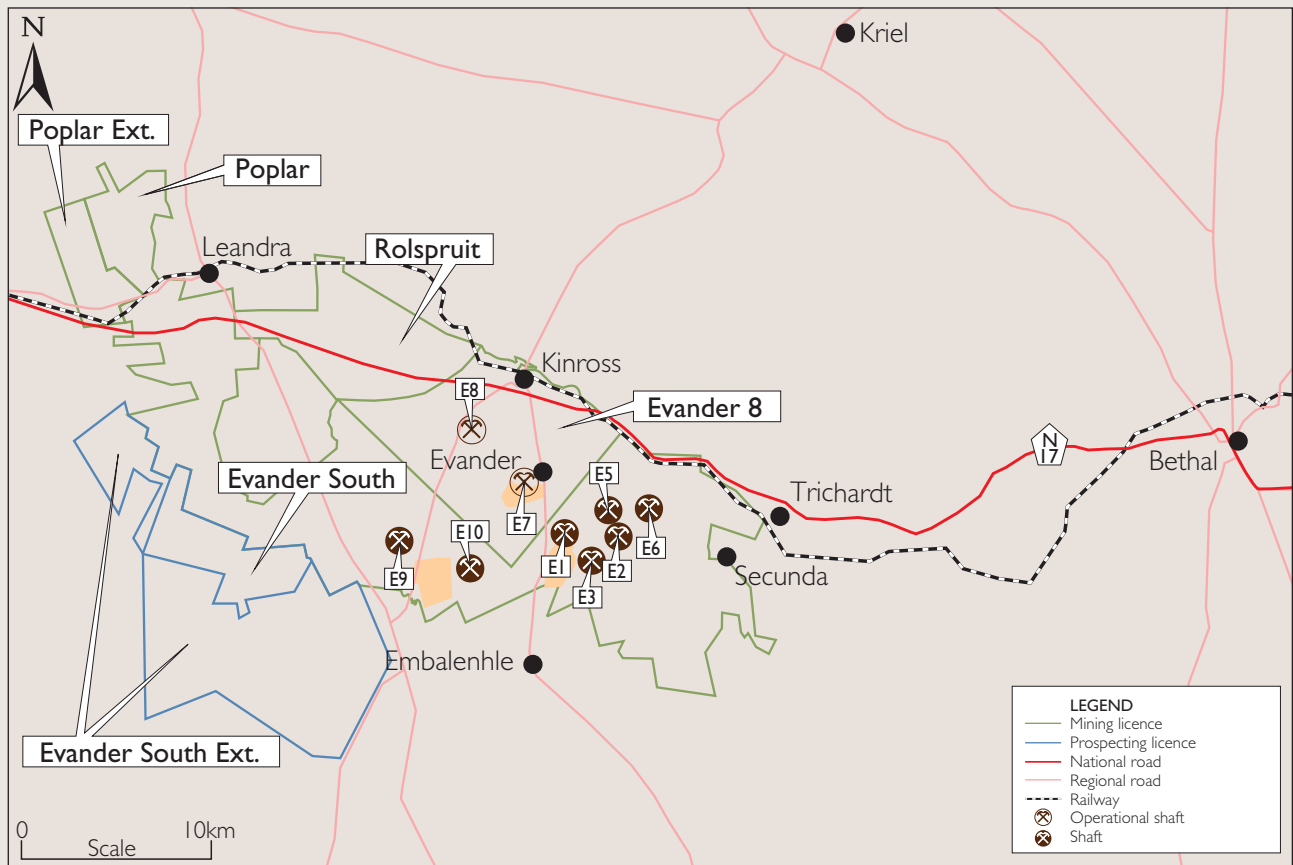 N
Kriel
Poplar Ext.
Poplar
Leandra
Rolspruit
Kinross
E8
Evander 8
N
17
Evander
Bethal
Evander South
E5
Trichardt
E7
E10
E6
E9
E1
E2
Secunda
E3
Embalenhle
Evander South Ext.
LEGEND
Mining licence
Prospecting licence
National road
Regional road
Railway
Operational shaft
Shaft
0 10km
Scale